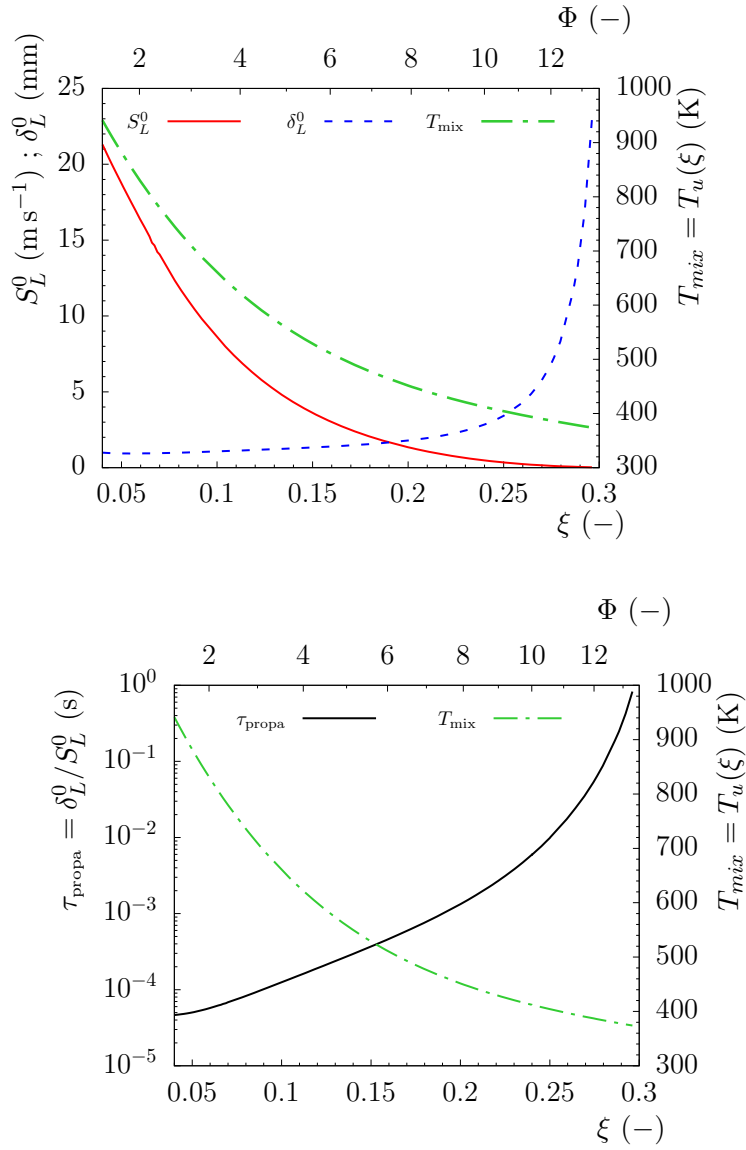 Φ (−)
2 4 6 8 10 12
S_L^0 (m s^−1) ; δ_L^0 (mm)
25
20
15
10
5
0
S_L^0 δ_L^0 T_mix
1000
900
800
700
600
500
400
300
T_mix = T_u(ξ) (K)
0.05 0.1 0.15 0.2 0.25 0.3
ξ (−)
Φ (−)
2 4 6 8 10 12
τ_propa = δ_L^0/S_L^0 (s)
10^0
10^−1
10^−2
10^−3
10^−4
10^−5
τ_propa T_mix
1000
900
800
700
600
500
400
300
T_mix = T_u(ξ) (K)
0.05 0.1 0.15 0.2 0.25 0.3
ξ (−)